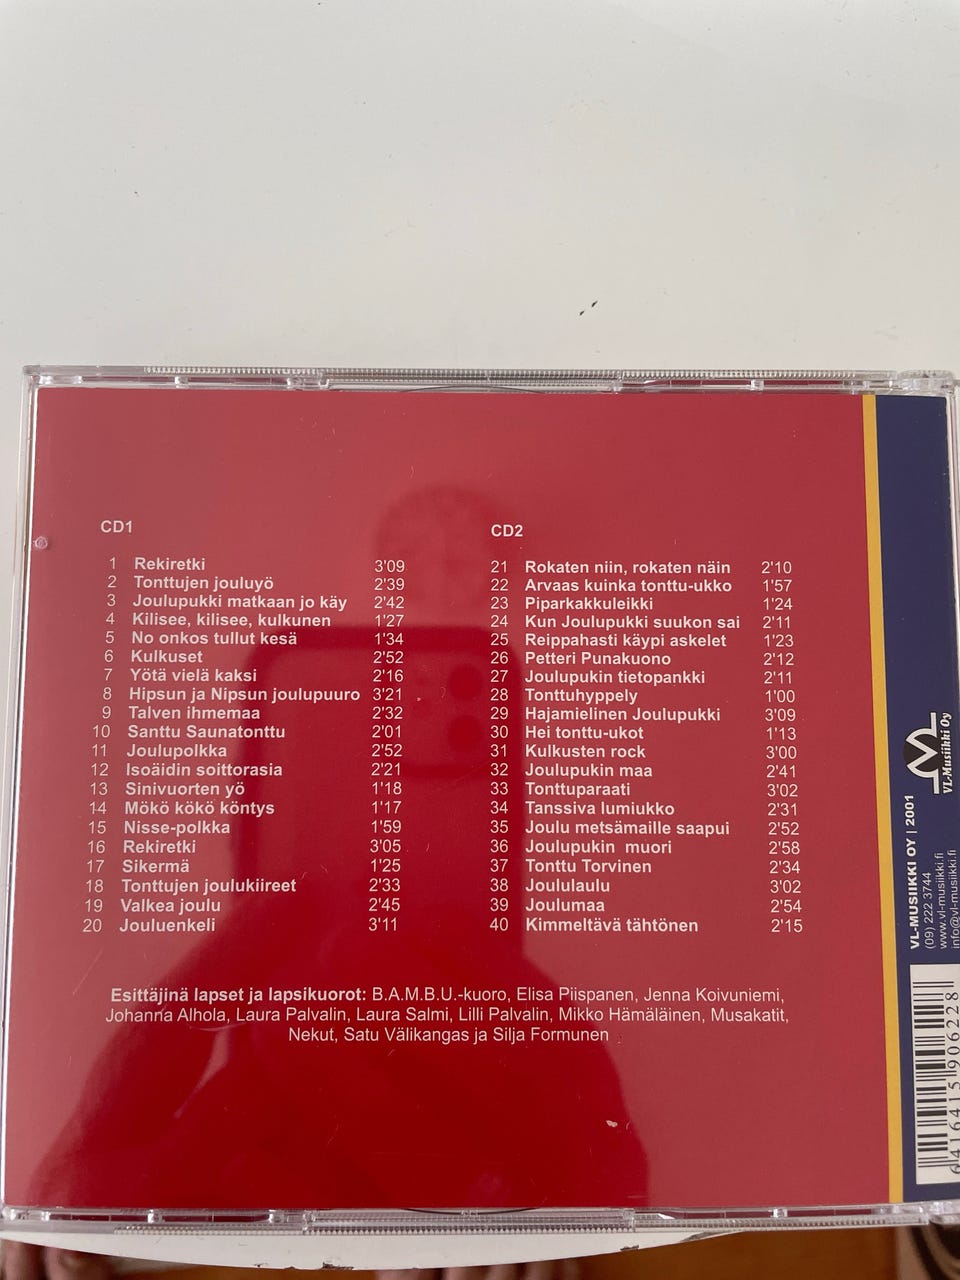 CD1
1 Rekiretki 3'09
2 Tonttujen jouluyö 2'39
3 Joulupukki matkaan jo käy 2'42
4 Kilisee, kilisee, kulkunen 1'27
5 No onkos tullut kesä 1'34
6 Kulkuset 2'52
7 Yötä vielä kaksi 2'16
8 Hipsun ja Nipsun joulupuuro 3'21
9 Talven ihmemaa 2'32
10 Santtu Saunatonttu 2'01
11 Joulupolkka 2'52
12 Isoäidin soittorasia 2'21
13 Sinivuorten yö 1'18
14 Mökö kökö köntys 1'17
15 Nisse-polkka 1'59
16 Rekiretki 3'05
17 Sikermä 1'25
18 Tonttujen joulukiireet 2'33
19 Valkea joulu 2'45
20 Jouluenkeli 3'11
CD2
21 Rokaten niin, rokaten näin 2'10
22 Arvaas kuinka tonttu-ukko 1'57
23 Piparkakkuleikki 1'24
24 Kun Joulupukki suukon sai 2'11
25 Reippahasti käypi askelet 1'23
26 Petteri Punakuono 2'12
27 Joulupukin tietopankki 2'11
28 Tonttuhyppely 1'00
29 Hajamielinen Joulupukki 3'09
30 Hei tonttu-ukot 1'13
31 Kulkusten rock 3'00
32 Joulupukin maa 2'41
33 Tonttuparaati 3'02
34 Tanssiva lumiukko 2'31
35 Joulu metsämaille saapui 2'52
36 Joulupukin muori 2'58
37 Tonttu Torvinen 2'34
38 Joululaulu 3'02
39 Joulumaa 2'54
40 Kimmeltävä tähtönen 2'15
Esittäjinä lapset ja lapsikuorot: B.A.M.B.U.-kuoro, Elisa Piispanen, Jenna Koivuniemi,
Johanna Alhola, Laura Palvalin, Laura Salmi, Lilli Palvalin, Mikko Hämäläinen, Musakatit,
Nekut, Satu Välikangas ja Silja Formunen
VL-Musiikki Oy
VL-MUSIIKKI OY | 2001
(09) 222 3744
www.vl-musiikki.fi
info@vl-musiikki.fi
6 416415 906228